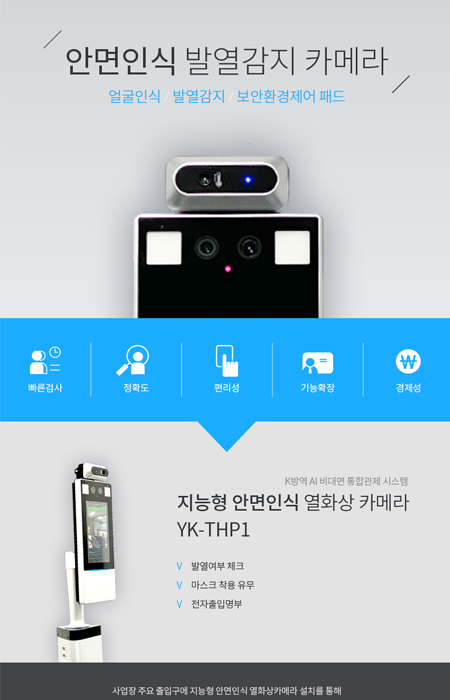 안면인식 발열감지 카메라
얼굴인식 / 발열감지 / 보안환경제어 패드
빠른검사 정확도 편리성 기능확장 경제성
K방역 AI 비대면 통합관제 시스템
지능형 안면인식 열화상 카메라
YK-THP1
V 발열여부 체크
V 마스크 착용 유무
V 전자출입명부
사업장 주요 출입구에 지능형 안면인식 열화상카메라 설치를 통해